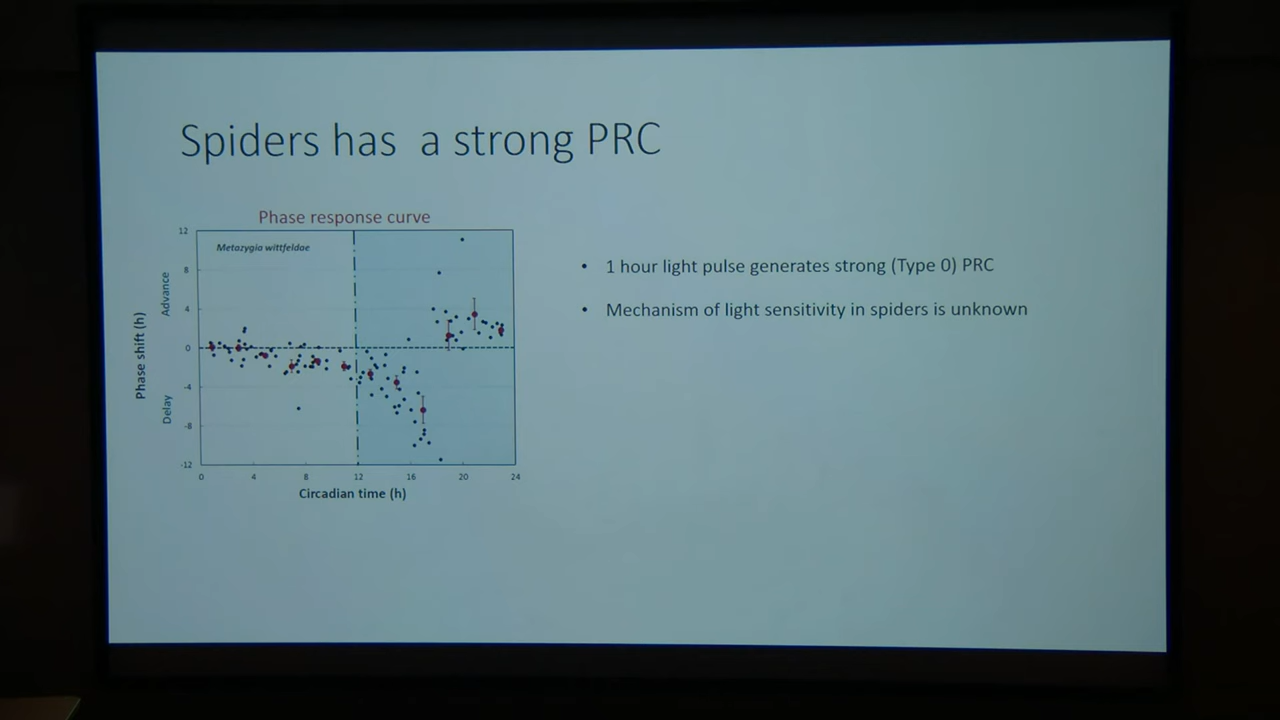 Spiders has a strong PRC
Phase response curve
Metazygia wittfeldae
12
8
4
0
-4
-8
-12
Advance
Delay
Phase shift (h)
0 4 8 12 16 20 24
Circadian time (h)
• 1 hour light pulse generates strong (Type 0) PRC
• Mechanism of light sensitivity in spiders is unknown